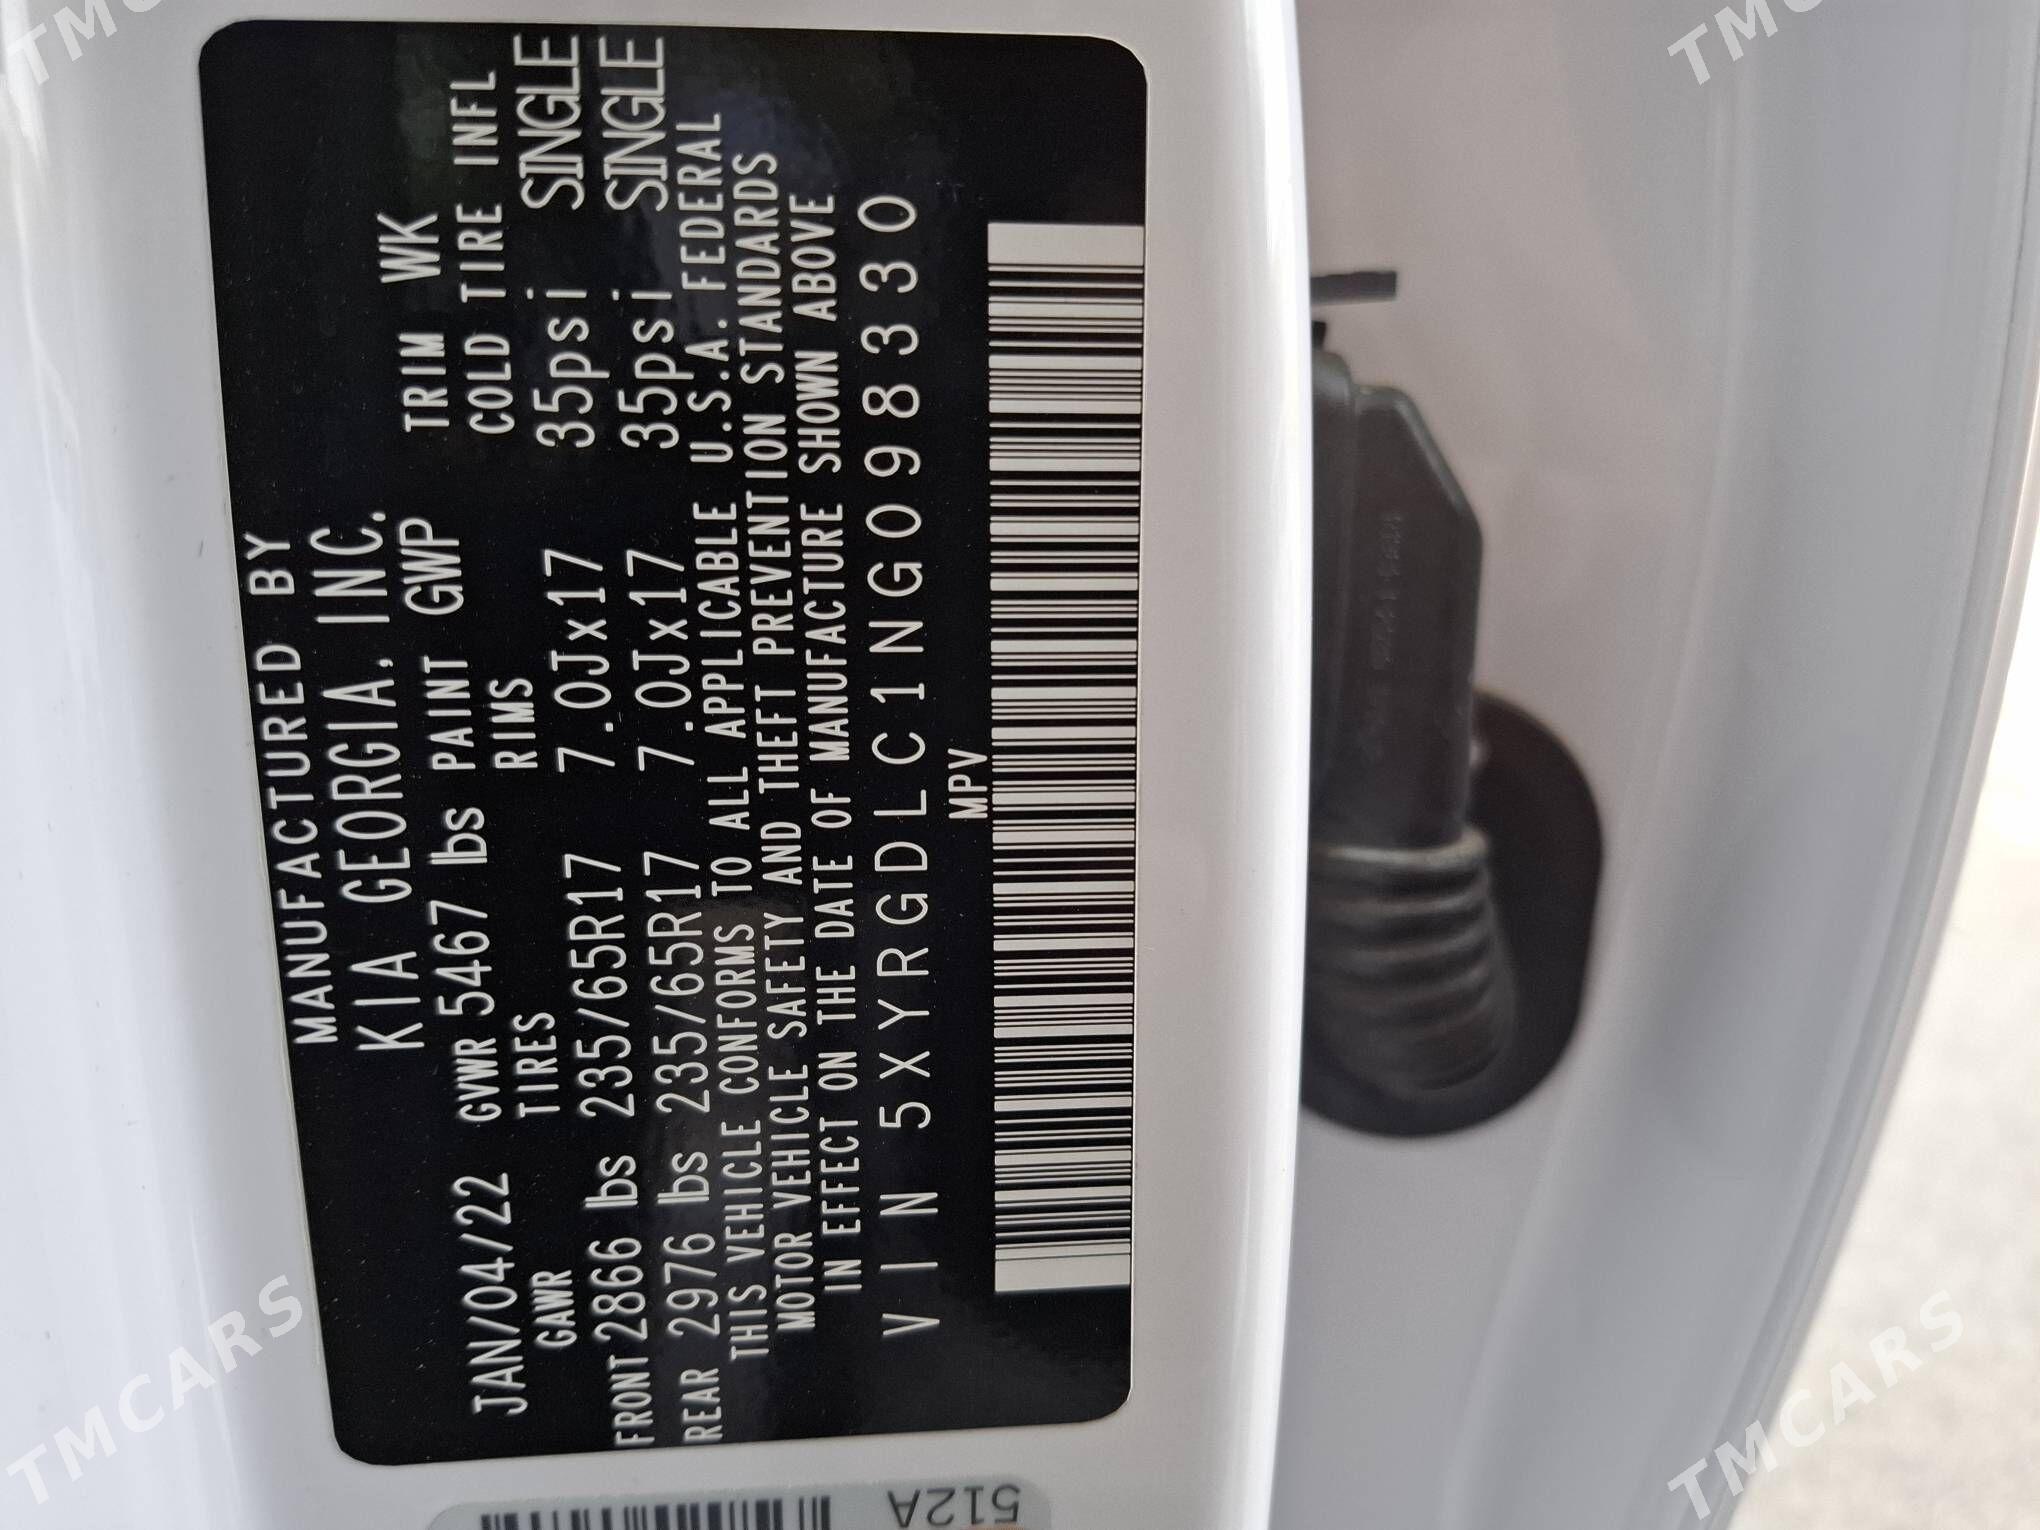 MANUFACTURED BY
KIA GEORGIA, INC.
JAN/04/22 GVWR 5467 lbs PAINT GWP TRIM WK
GAWR TIRES RIMS COLD TIRE INFL
FRONT 2866 lbs 235/65R17 7.0Jx17 35psi SINGLE
REAR 2976 lbs 235/65R17 7.0Jx17 35psi SINGLE
THIS VEHICLE CONFORMS TO ALL APPLICABLE U.S.A. FEDERAL
MOTOR VEHICLE SAFETY AND THEFT PREVENTION STANDARDS
IN EFFECT ON THE DATE OF MANUFACTURE SHOWN ABOVE
VIN 5XYRGDLC1NG098330
MPV
512A
TMCARS
TMCARS